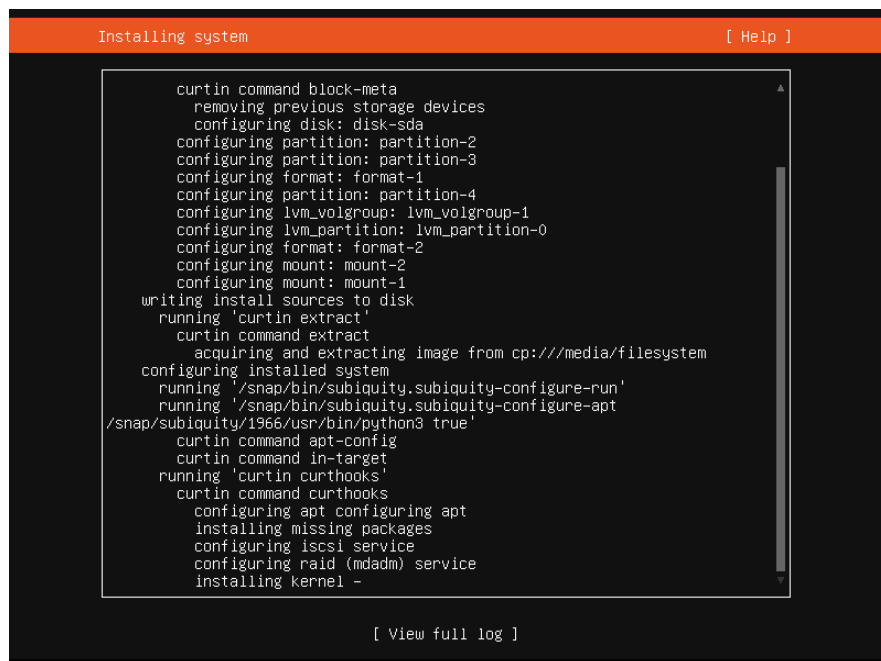 Installing system [ Help ]
curtin command block-meta
removing previous storage devices
configuring disk: disk-sda
configuring partition: partition-2
configuring partition: partition-3
configuring format: format-1
configuring partition: partition-4
configuring lvm_volgroup: lvm_volgroup-1
configuring lvm_partition: lvm_partition-0
configuring format: format-2
configuring mount: mount-2
configuring mount: mount-1
writing install sources to disk
running 'curtin extract'
curtin command extract
acquiring and extracting image from cp:///media/filesystem
configuring installed system
running '/snap/bin/subiquity.subiquity-configure-run'
running '/snap/bin/subiquity.subiquity-configure-apt
/snap/subiquity/1966/usr/bin/python3 true'
curtin command apt-config
curtin command in-target
running 'curtin curthooks'
curtin command curthooks
configuring apt configuring apt
installing missing packages
configuring iscsi service
configuring raid (mdadm) service
installing kernel -
[ View full log ]